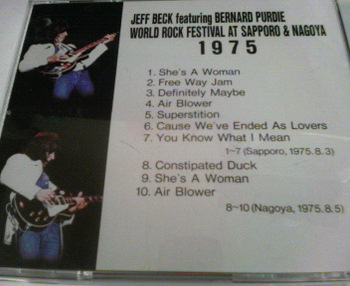 JEFF BECK featuring BERNARD PURDIE
WORLD ROCK FESTIVAL AT SAPPORO & NAGOYA
1975
1. She's A Woman
2. Free Way Jam
3. Definitely Maybe
4. Air Blower
5. Superstition
6. Cause We've Ended As Lovers
7. You Know What I Mean
1~7 (Sapporo, 1975.8.3)
8. Constipated Duck
9. She's A Woman
10. Air Blower
8~10 (Nagoya, 1975.8.5)